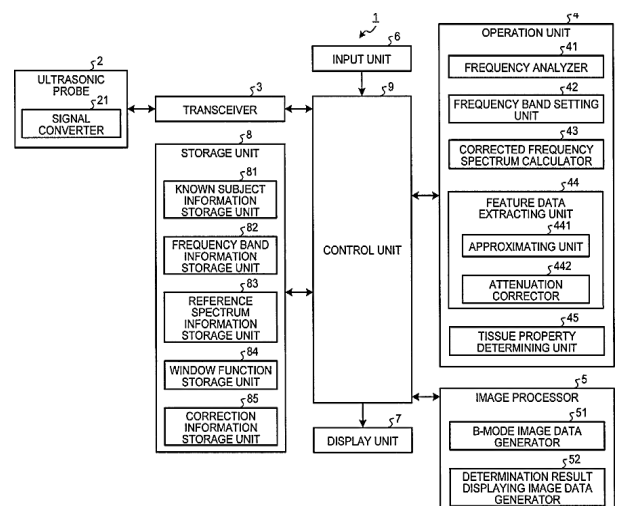 1
2
ULTRASONIC
PROBE
21
SIGNAL
CONVERTER
3
TRANSCEIVER
6
INPUT UNIT
9
CONTROL UNIT
7
DISPLAY UNIT
8
STORAGE UNIT
81
KNOWN SUBJECT
INFORMATION
STORAGE UNIT
82
FREQUENCY BAND
INFORMATION
STORAGE UNIT
83
REFERENCE
SPECTRUM
INFORMATION
STORAGE UNIT
84
WINDOW FUNCTION
STORAGE UNIT
85
CORRECTION
INFORMATION
STORAGE UNIT
4
OPERATION UNIT
41
FREQUENCY ANALYZER
42
FREQUENCY BAND SETTING
UNIT
43
CORRECTED FREQUENCY
SPECTRUM CALCULATOR
44
FEATURE DATA
EXTRACTING UNIT
441
APPROXIMATING UNIT
442
ATTENUATION
CORRECTOR
45
TISSUE PROPERTY
DETERMINING UNIT
5
IMAGE PROCESSOR
51
B-MODE IMAGE DATA
GENERATOR
52
DETERMINATION RESULT
DISPLAYING IMAGE DATA
GENERATOR